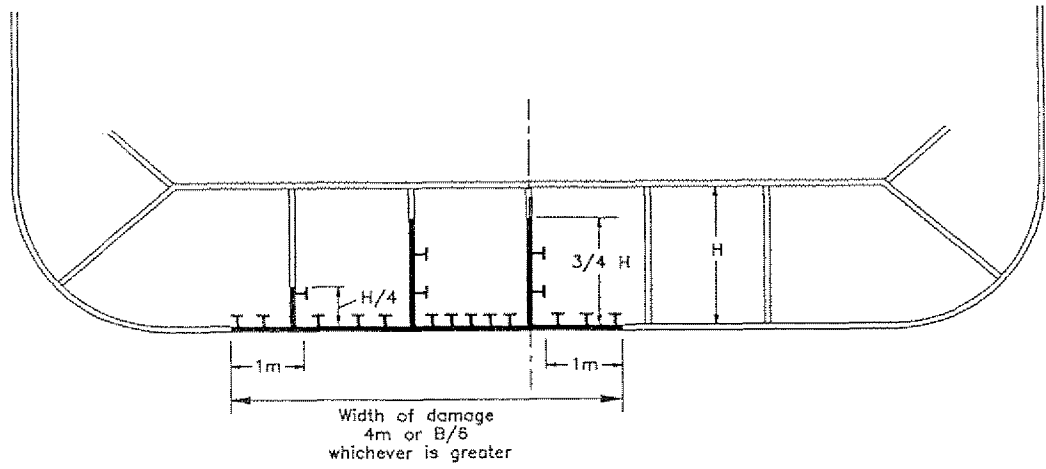 3/4 H
H
H/4
1m
1m
Width of damage
4m or B/6
whichever is greater